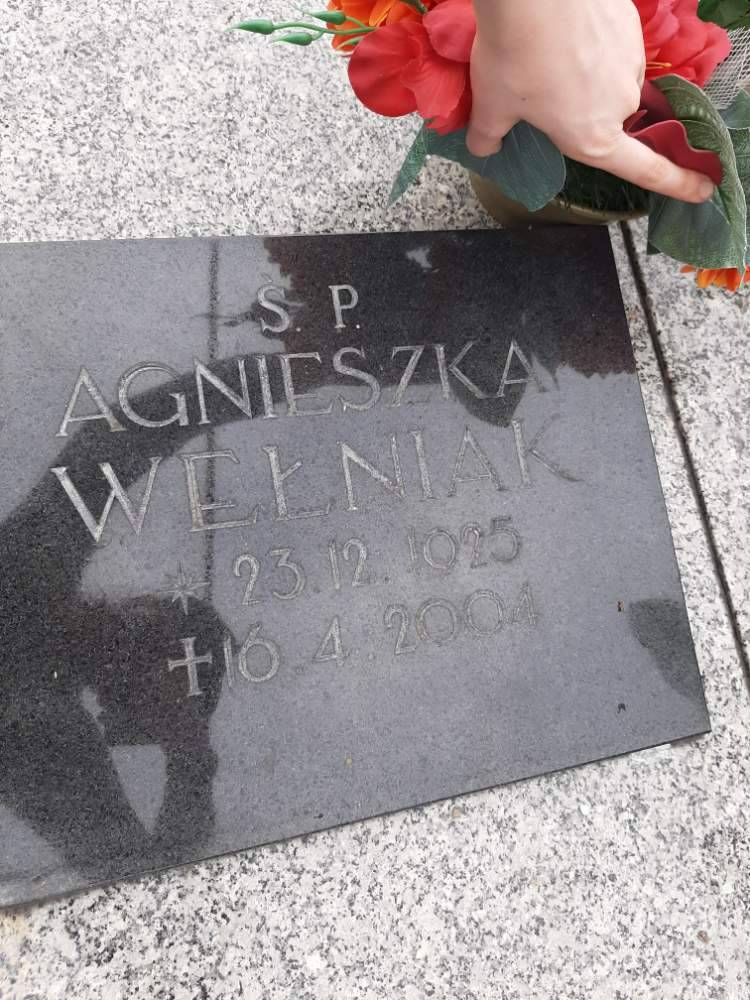 Ś. P.
AGNIESZKA
WEŁNIAK
* 23.12.1925
✝ 16.4.2004